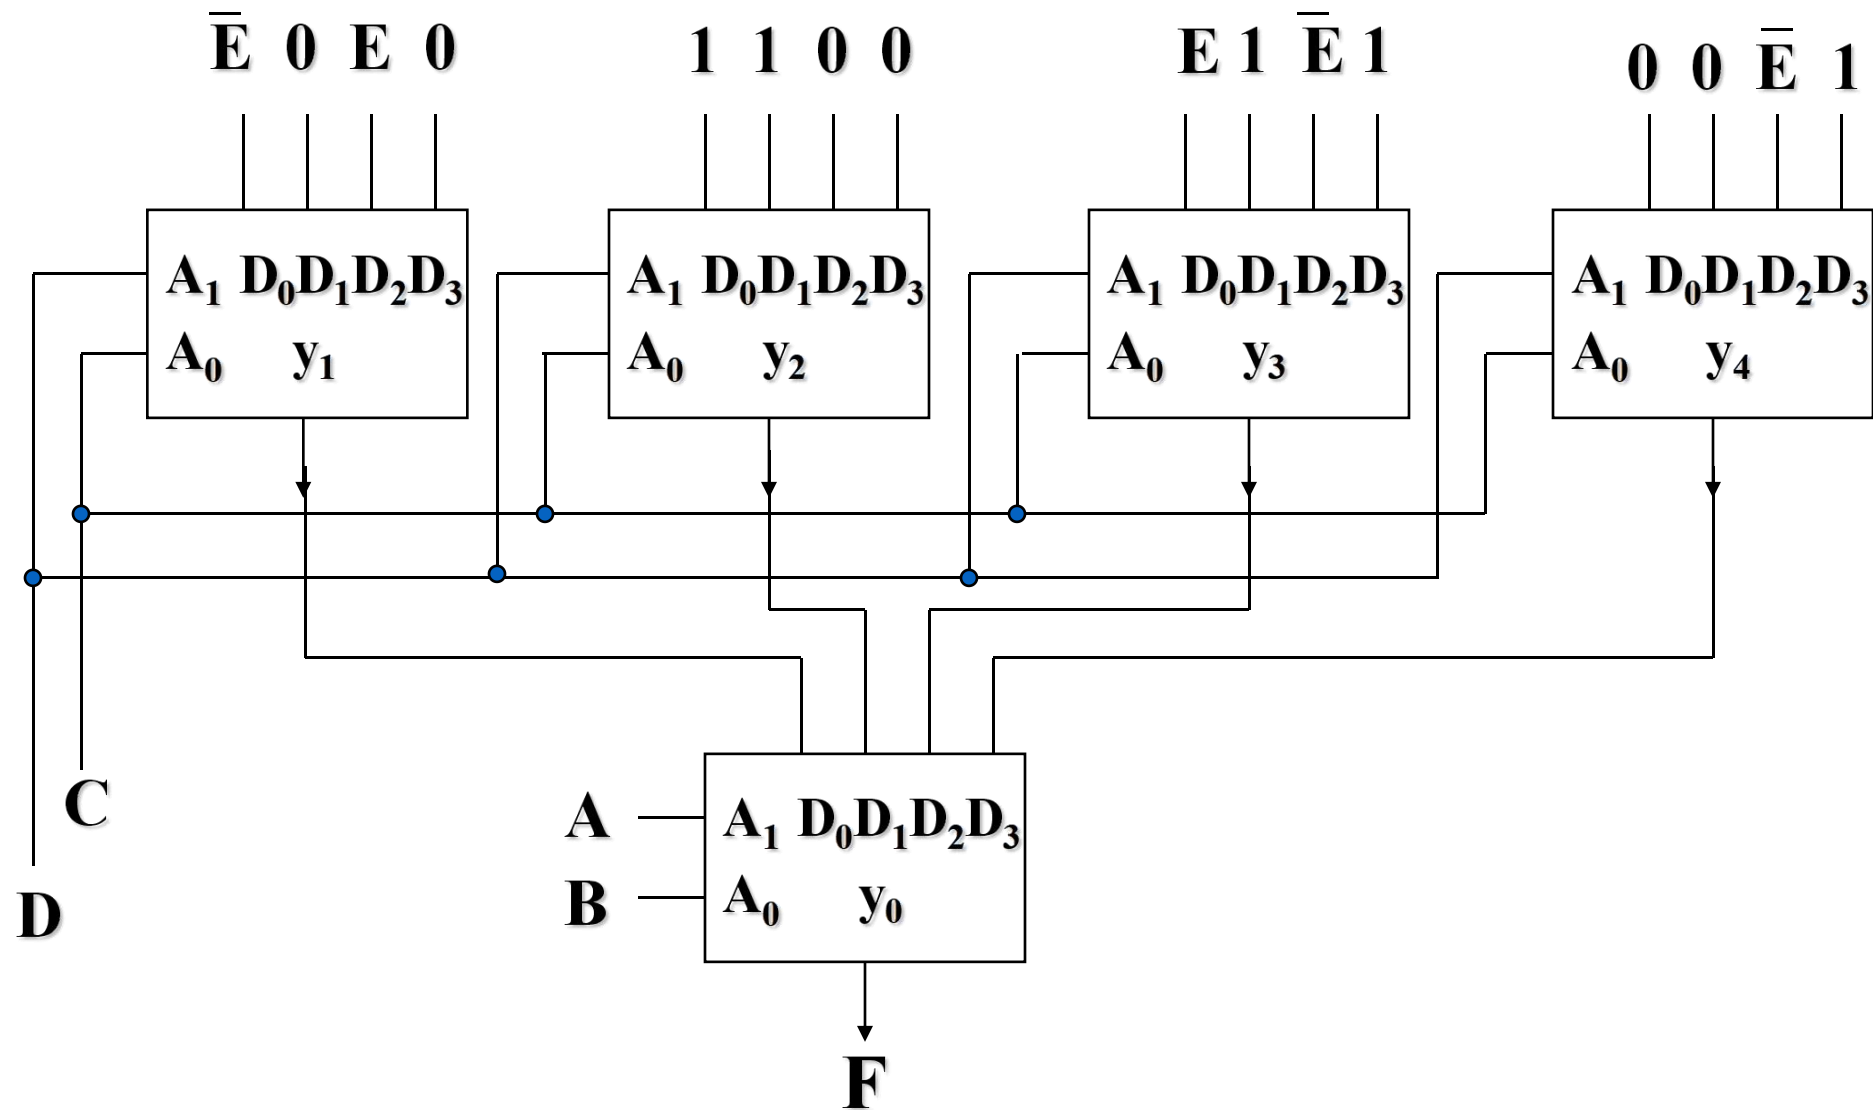 E̅ 0 E 0 1 1 0 0 E 1 E̅ 1 0 0 E̅ 1
A₁ D₀D₁D₂D₃ A₁ D₀D₁D₂D₃ A₁ D₀D₁D₂D₃ A₁ D₀D₁D₂D₃
A₀ y₁ A₀ y₂ A₀ y₃ A₀ y₄
C
D
A A₁ D₀D₁D₂D₃
B A₀ y₀
F